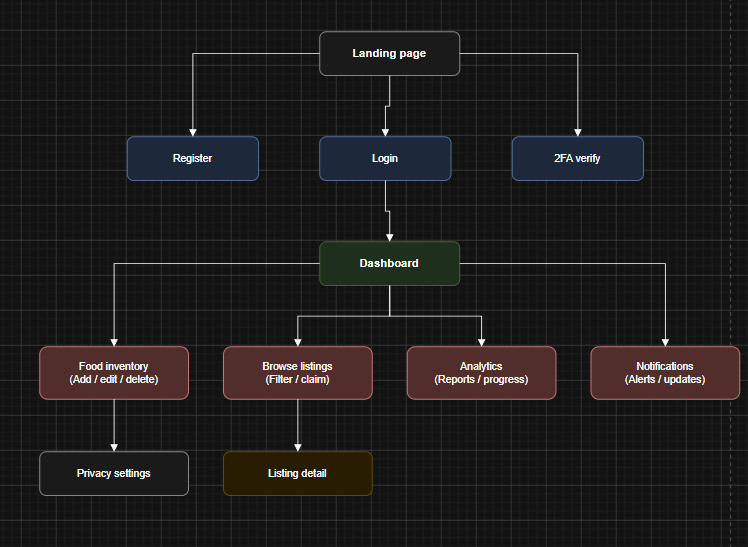 Landing page
Register
Login
2FA verify
Dashboard
Food inventory
(Add / edit / delete)
Browse listings
(Filter / claim)
Analytics
(Reports / progress)
Notifications
(Alerts / updates)
Privacy settings
Listing detail